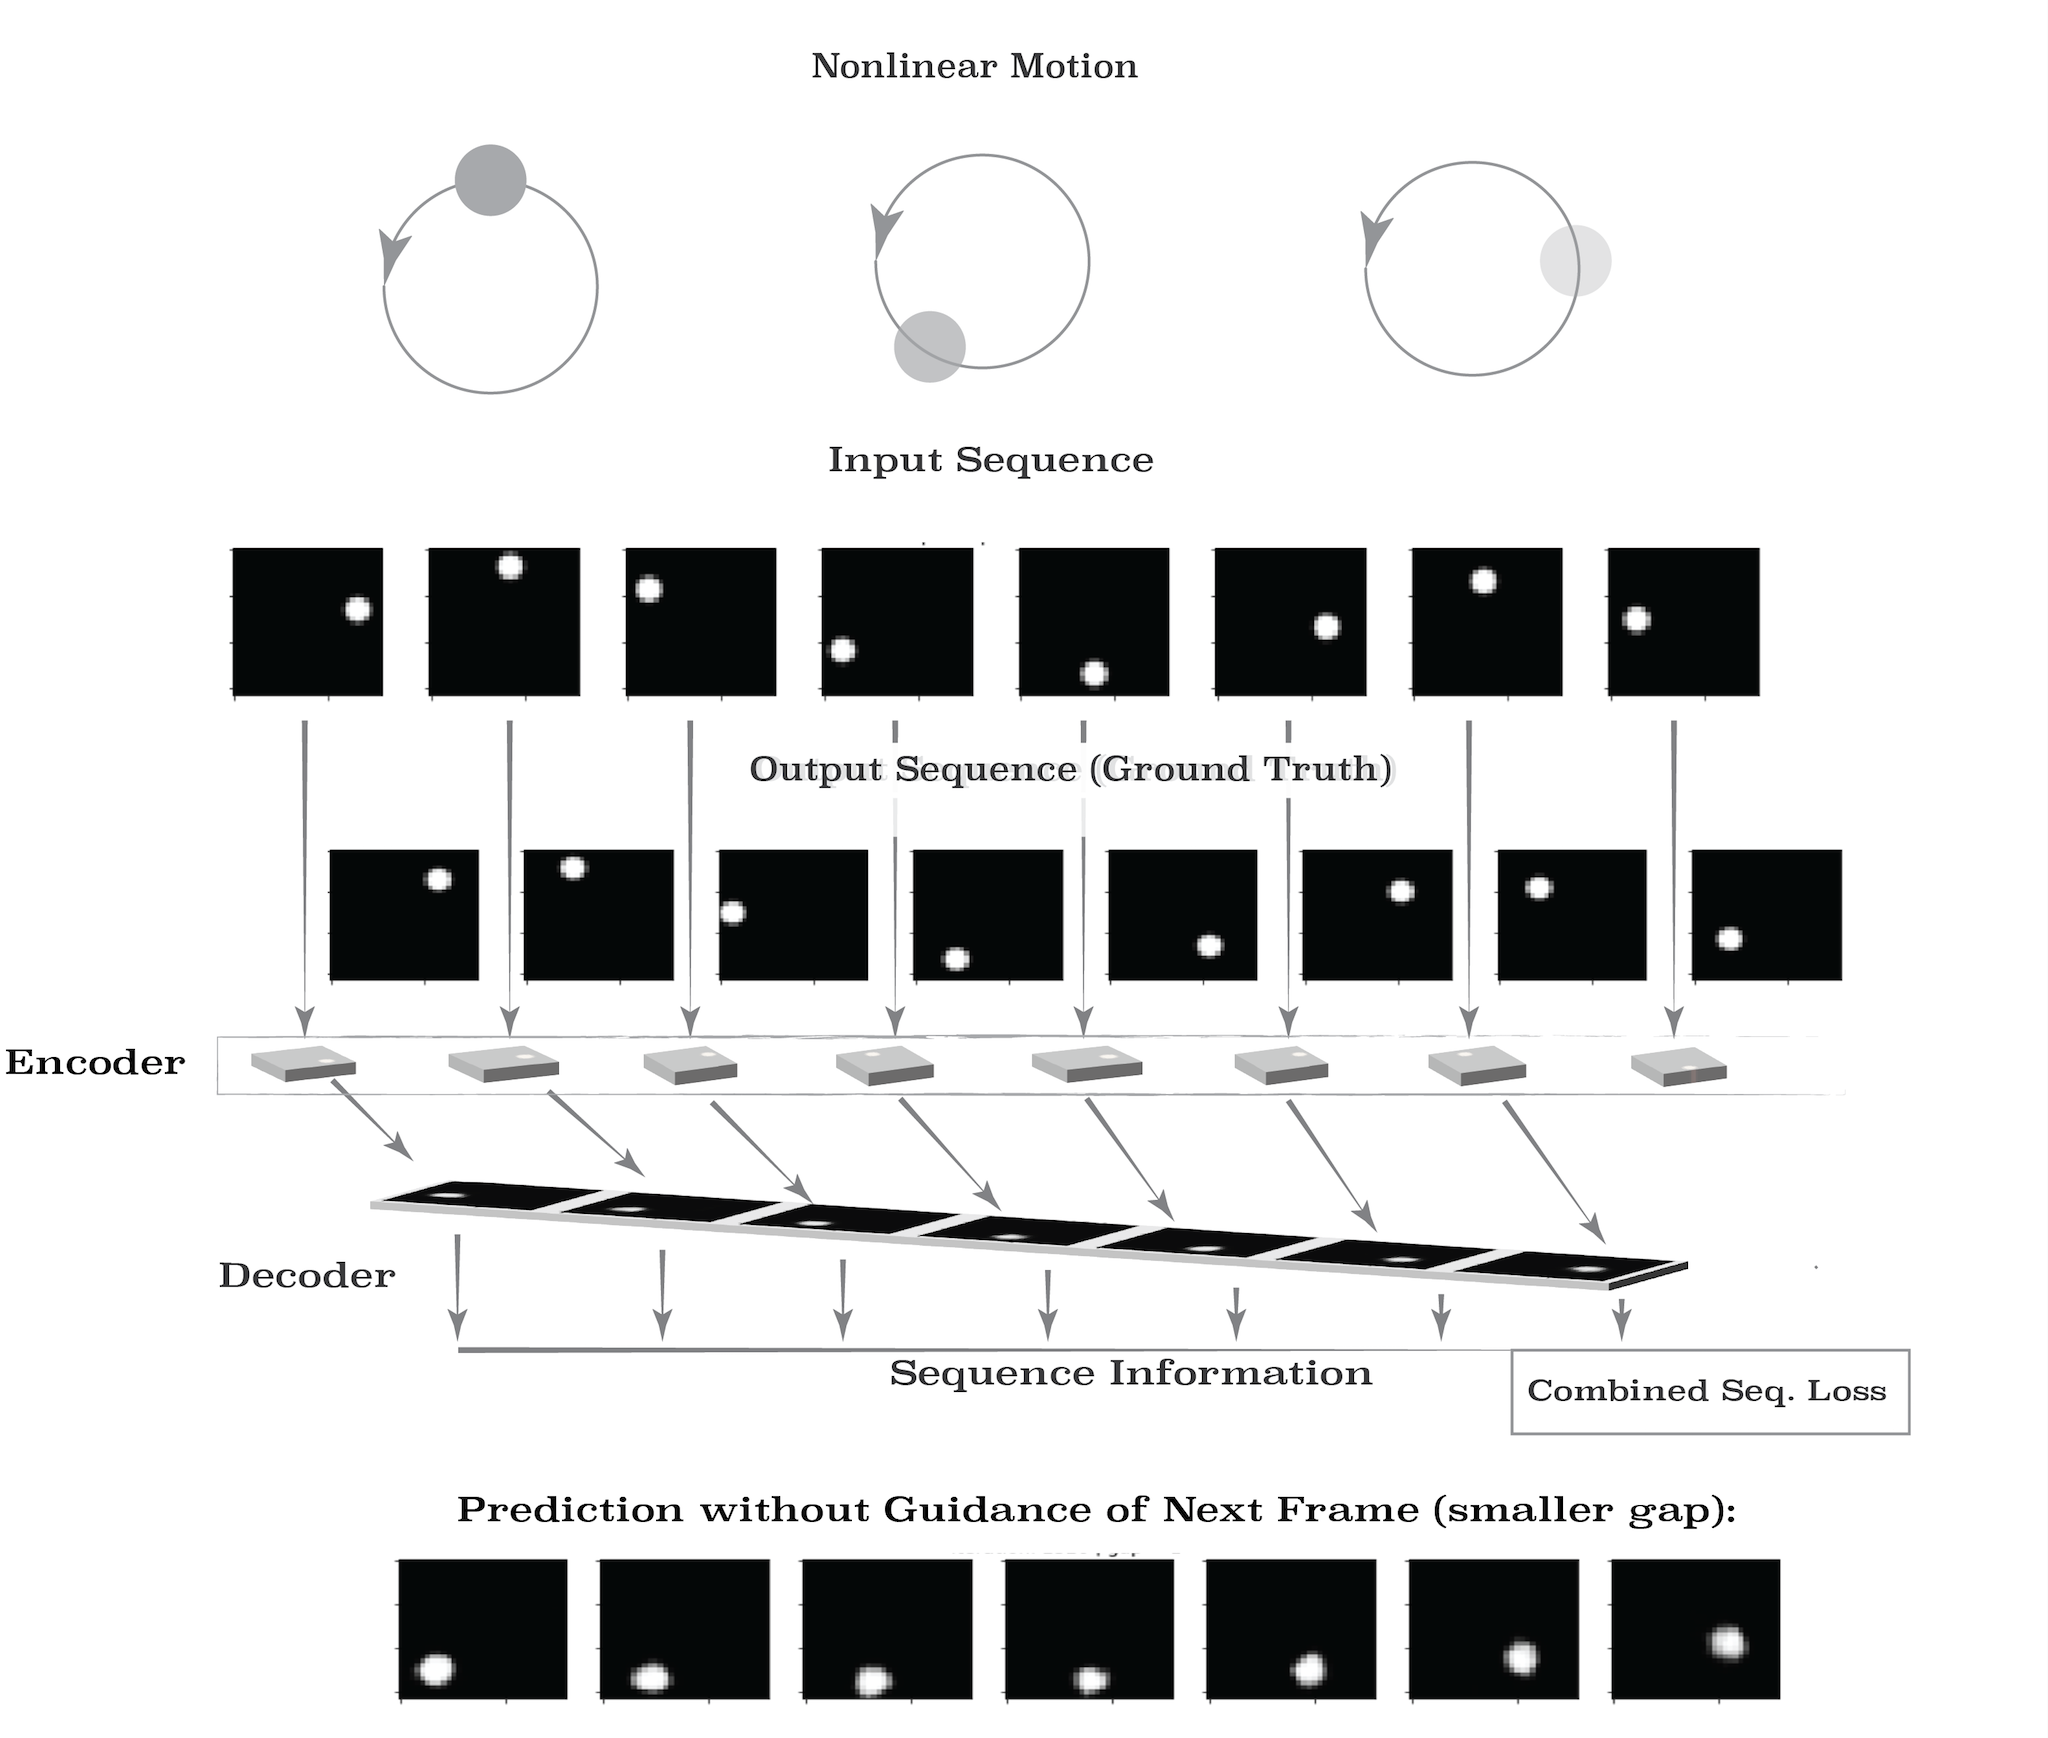 Nonlinear Motion
Input Sequence
Output Sequence (Ground Truth)
Encoder
Decoder
Sequence Information
Combined Seq. Loss
Prediction without Guidance of Next Frame (smaller gap):